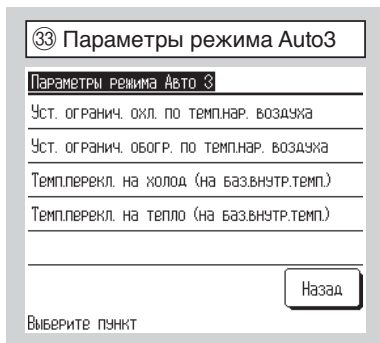 ㉝ Параметры режима Auto3
Параметры режима Авто 3
Уст. огранич. охл. по темп.нар. воздуха
Уст. огранич. обогр. по темп.нар. воздуха
Темп.перекл. на холод (на баз.внутр.темп.)
Темп.перекл. на тепло (на баз.внутр.темп.)
Назад
Выберите пункт